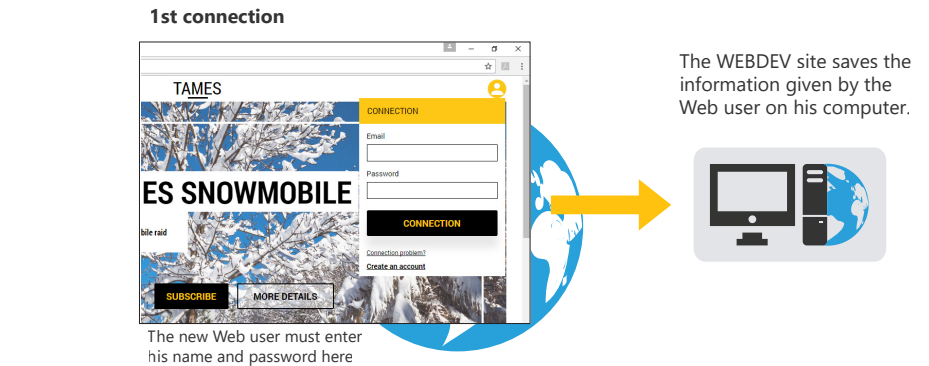 1st connection
TAMES
CONNECTION
Email
Password
ES SNOWMOBILE
CONNECTION
bile raid
Connection problem?
Create an account
SUBSCRIBE
MORE DETAILS
The new Web user must enter
his name and password here
The WEBDEV site saves the
information given by the
Web user on his computer.